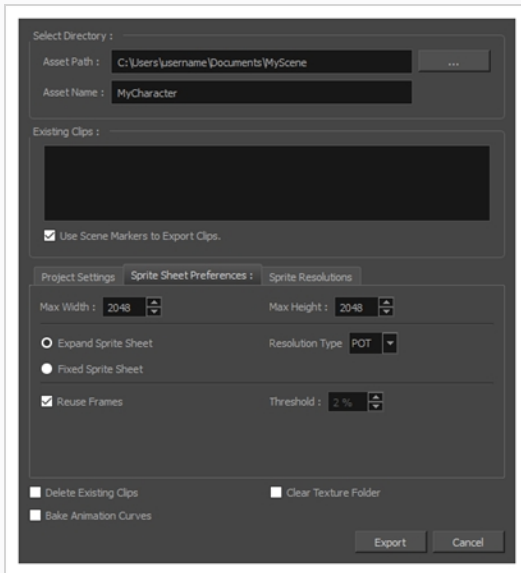 Select Directory :
Asset Path : C:\Users\username\Documents\MyScene ...
Asset Name : MyCharacter
Existing Clips :
Use Scene Markers to Export Clips.
Project Settings Sprite Sheet Preferences : Sprite Resolutions
Max Width : 2048 Max Height : 2048
Expand Sprite Sheet Resolution Type POT
Fixed Sprite Sheet
Reuse Frames Threshold : 2 %
Delete Existing Clips Clear Texture Folder
Bake Animation Curves
Export Cancel